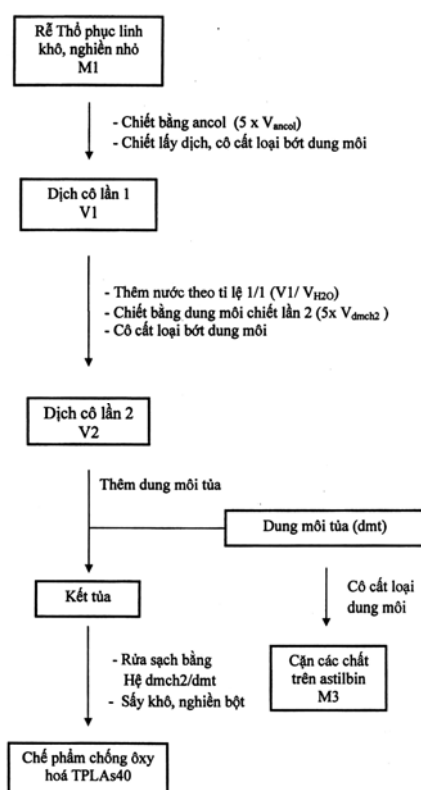 Rễ Thổ phục linh
khô, nghiền nhỏ
M1
- Chiết bằng ancol (5 x Vancol)
- Chiết lấy dịch, cô cất loại bớt dung môi
Dịch cô lần 1
V1
- Thêm nước theo tỉ lệ 1/1 (V1/ VH2O)
- Chiết bằng dung môi chiết lần 2 (5x Vdmch2 )
- Cô cất loại bớt dung môi
Dịch cô lần 2
V2
Thêm dung môi tủa
Dung môi tủa (dmt)
Kết tủa
Cô cất loại
dung môi
- Rửa sạch bằng
Hệ dmch2/dmt
- Sấy khô, nghiền bột
Cặn các chất
trên astilbin
M3
Chế phẩm chống ôxy
hoá TPLAs40